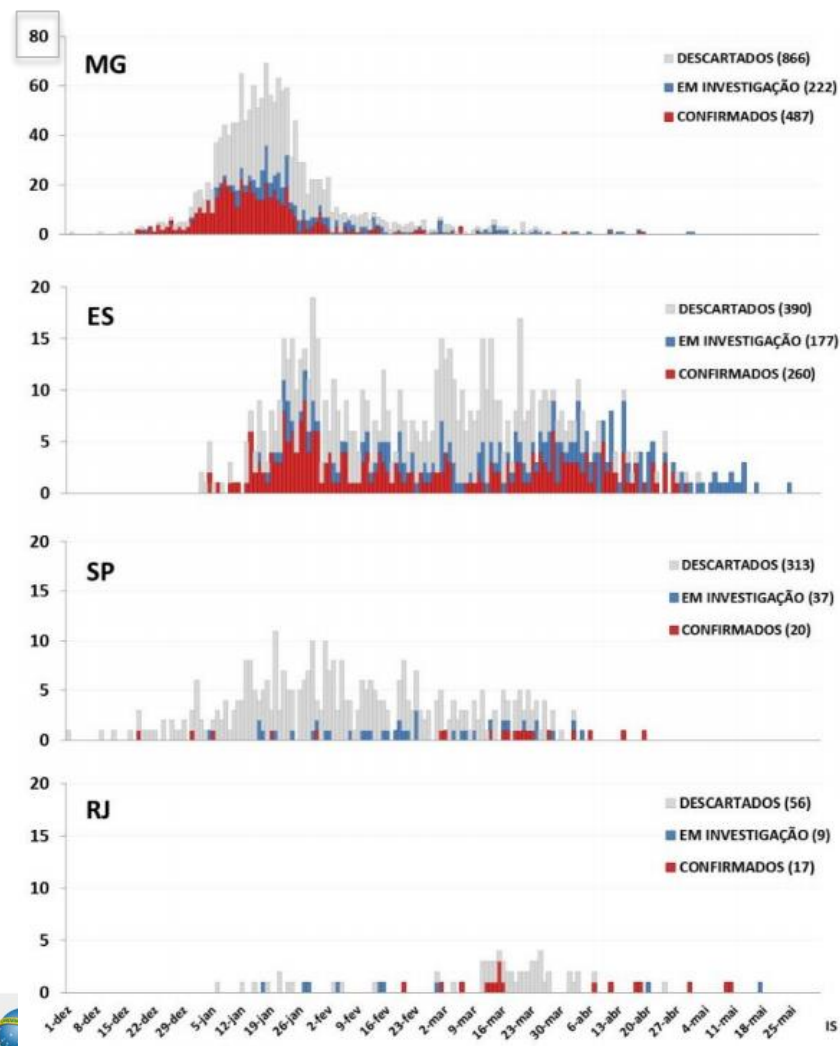 80
60
40
20
0
MG
DESCARTADOS (866)
EM INVESTIGAÇÃO (222)
CONFIRMADOS (487)
20
15
10
5
0
ES
DESCARTADOS (390)
EM INVESTIGAÇÃO (177)
CONFIRMADOS (260)
20
15
10
5
0
SP
DESCARTADOS (313)
EM INVESTIGAÇÃO (37)
CONFIRMADOS (20)
20
15
10
5
0
RJ
DESCARTADOS (56)
EM INVESTIGAÇÃO (9)
CONFIRMADOS (17)
1-dez 8-dez 15-dez 22-dez 29-dez 5-jan 12-jan 19-jan 26-jan 2-fev 9-fev 16-fev 23-fev 2-mar 9-mar 16-mar 23-mar 30-mar 6-abr 13-abr 20-abr 27-abr 4-mai 11-mai 18-mai 25-mai IS